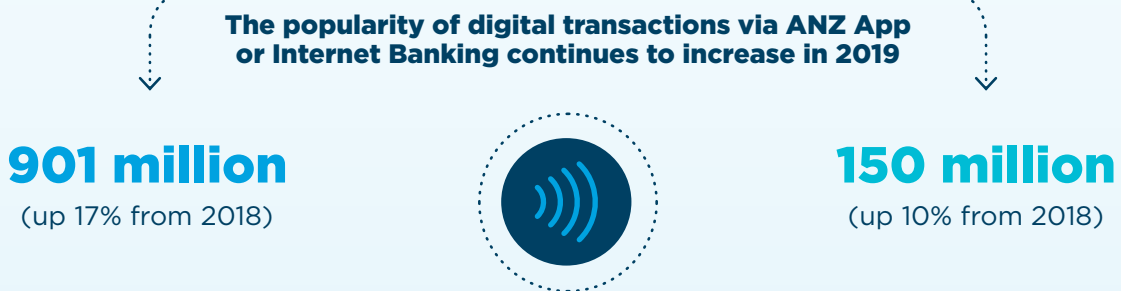 The popularity of digital transactions via ANZ App
or Internet Banking continues to increase in 2019
901 million
(up 17% from 2018)
150 million
(up 10% from 2018)